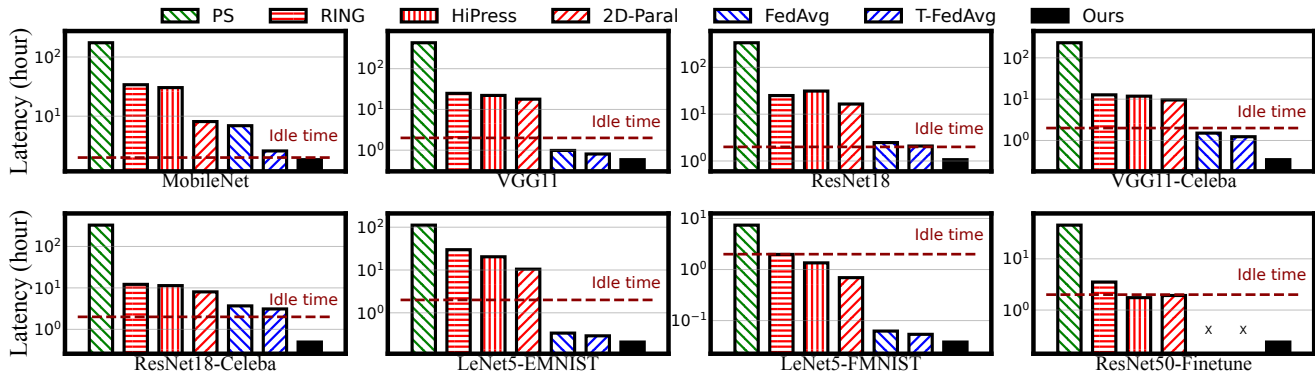 PS RING HiPress 2D-Paral FedAvg T-FedAvg Ours
Latency (hour)
10² 10¹ Idle time MobileNet
10² 10¹ 10⁰ Idle time VGG11
10² 10¹ 10⁰ Idle time ResNet18
10² 10¹ 10⁰ Idle time VGG11-Celeba
Latency (hour)
10² 10¹ 10⁰ Idle time ResNet18-Celeba
10² 10¹ 10⁰ Idle time LeNet5-EMNIST
10¹ 10⁰ 10⁻¹ Idle time LeNet5-FMNIST
10¹ 10⁰ Idle time x x ResNet50-Finetune